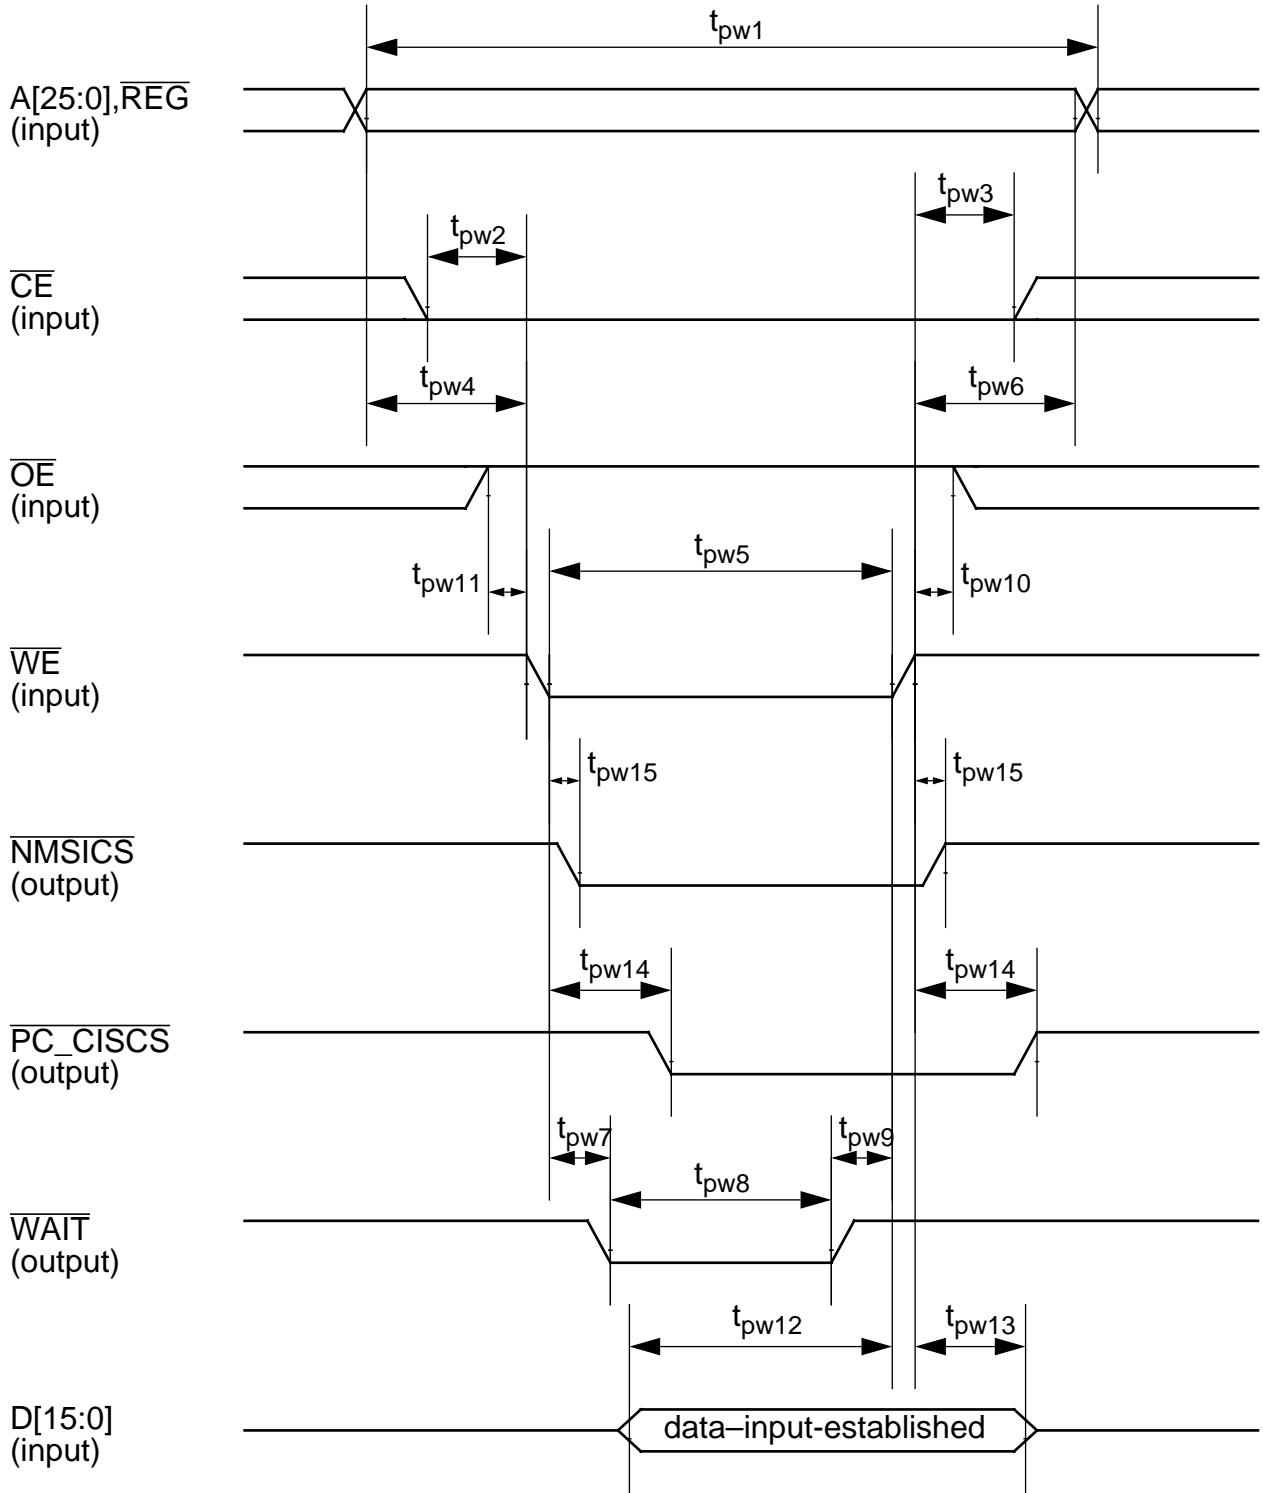 tpw1
A[25:0],REG
(input)
tpw3
tpw2
CE
(input)
tpw4
tpw6
OE
(input)
tpw5
tpw11
tpw10
WE
(input)
tpw15
tpw15
NMSICS
(output)
tpw14
tpw14
PC_CISCS
(output)
tpw7
tpw9
tpw8
WAIT
(output)
tpw12
tpw13
D[15:0]
data–input-established
(input)